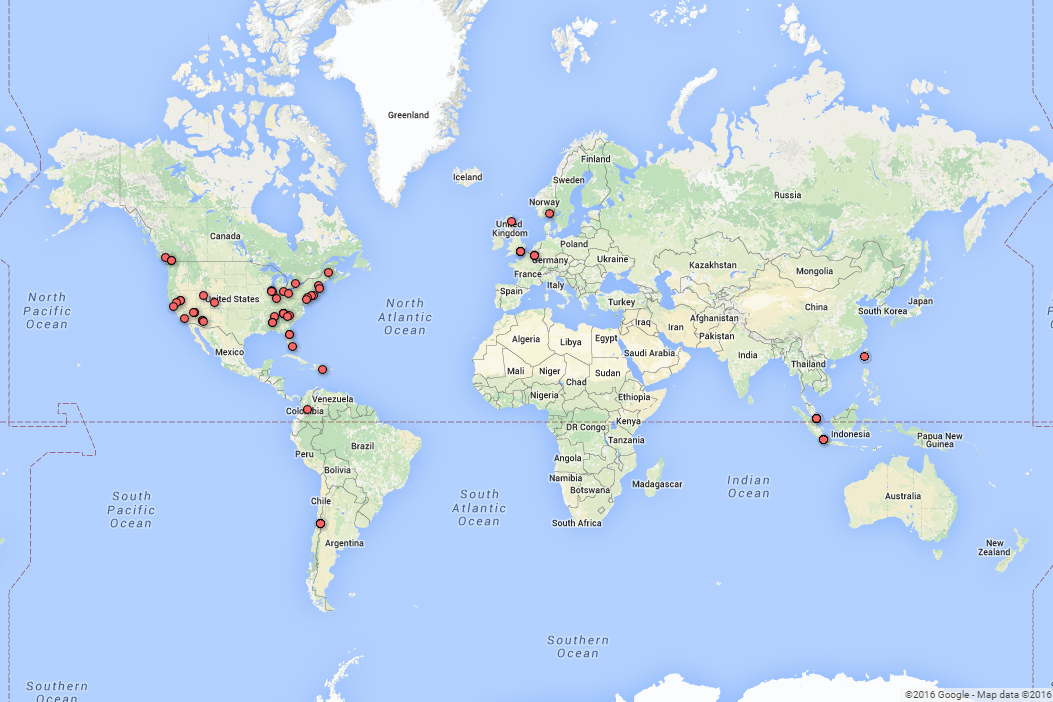 Greenland
Iceland
Finland
Sweden
Norway
Russia
United
Kingdom
Canada
Poland
Germany
Ukraine
Kazakhstan
Mongolia
France
Italy
Spain
Turkey
North
Pacific
Ocean
United States
North
Atlantic
Ocean
Japan
China
South Korea
Afghanistan
Iraq
Iran
Pakistan
Algeria
Libya
Egypt
Saudi Arabia
India
Mexico
Mali
Niger
Chad
Sudan
Thailand
Nigeria
Ethiopia
Venezuela
Colombia
DR Congo
Kenya
Tanzania
Indonesia
Papua New
Guinea
Brazil
Peru
Bolivia
Angola
Namibia
Botswana
Madagascar
Indian
Ocean
South
Pacific
Ocean
Chile
South
Atlantic
Ocean
South Africa
Australia
Argentina
New
Zealand
Southern
Ocean
Southern
Ocean
©2016 Google - Map data ©2016